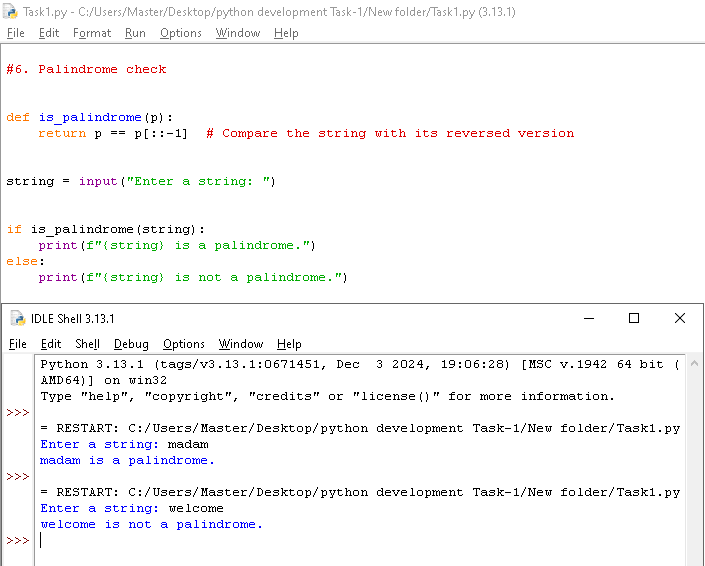 Task1.py - C:/Users/Master/Desktop/python development Task-1/New folder/Task1.py (3.13.1)
File Edit Format Run Options Window Help
#6. Palindrome check
def is_palindrome(p):
    return p == p[::-1]  # Compare the string with its reversed version
string = input("Enter a string: ")
if is_palindrome(string):
    print(f"{string} is a palindrome.")
else:
    print(f"{string} is not a palindrome.")
IDLE Shell 3.13.1
File Edit Shell Debug Options Window Help
Python 3.13.1 (tags/v3.13.1:0671451, Dec  3 2024, 19:06:28) [MSC v.1942 64 bit (
AMD64)] on win32
Type "help", "copyright", "credits" or "license()" for more information.
>>>
= RESTART: C:/Users/Master/Desktop/python development Task-1/New folder/Task1.py
Enter a string: madam
madam is a palindrome.
>>>
= RESTART: C:/Users/Master/Desktop/python development Task-1/New folder/Task1.py
Enter a string: welcome
welcome is not a palindrome.
>>>